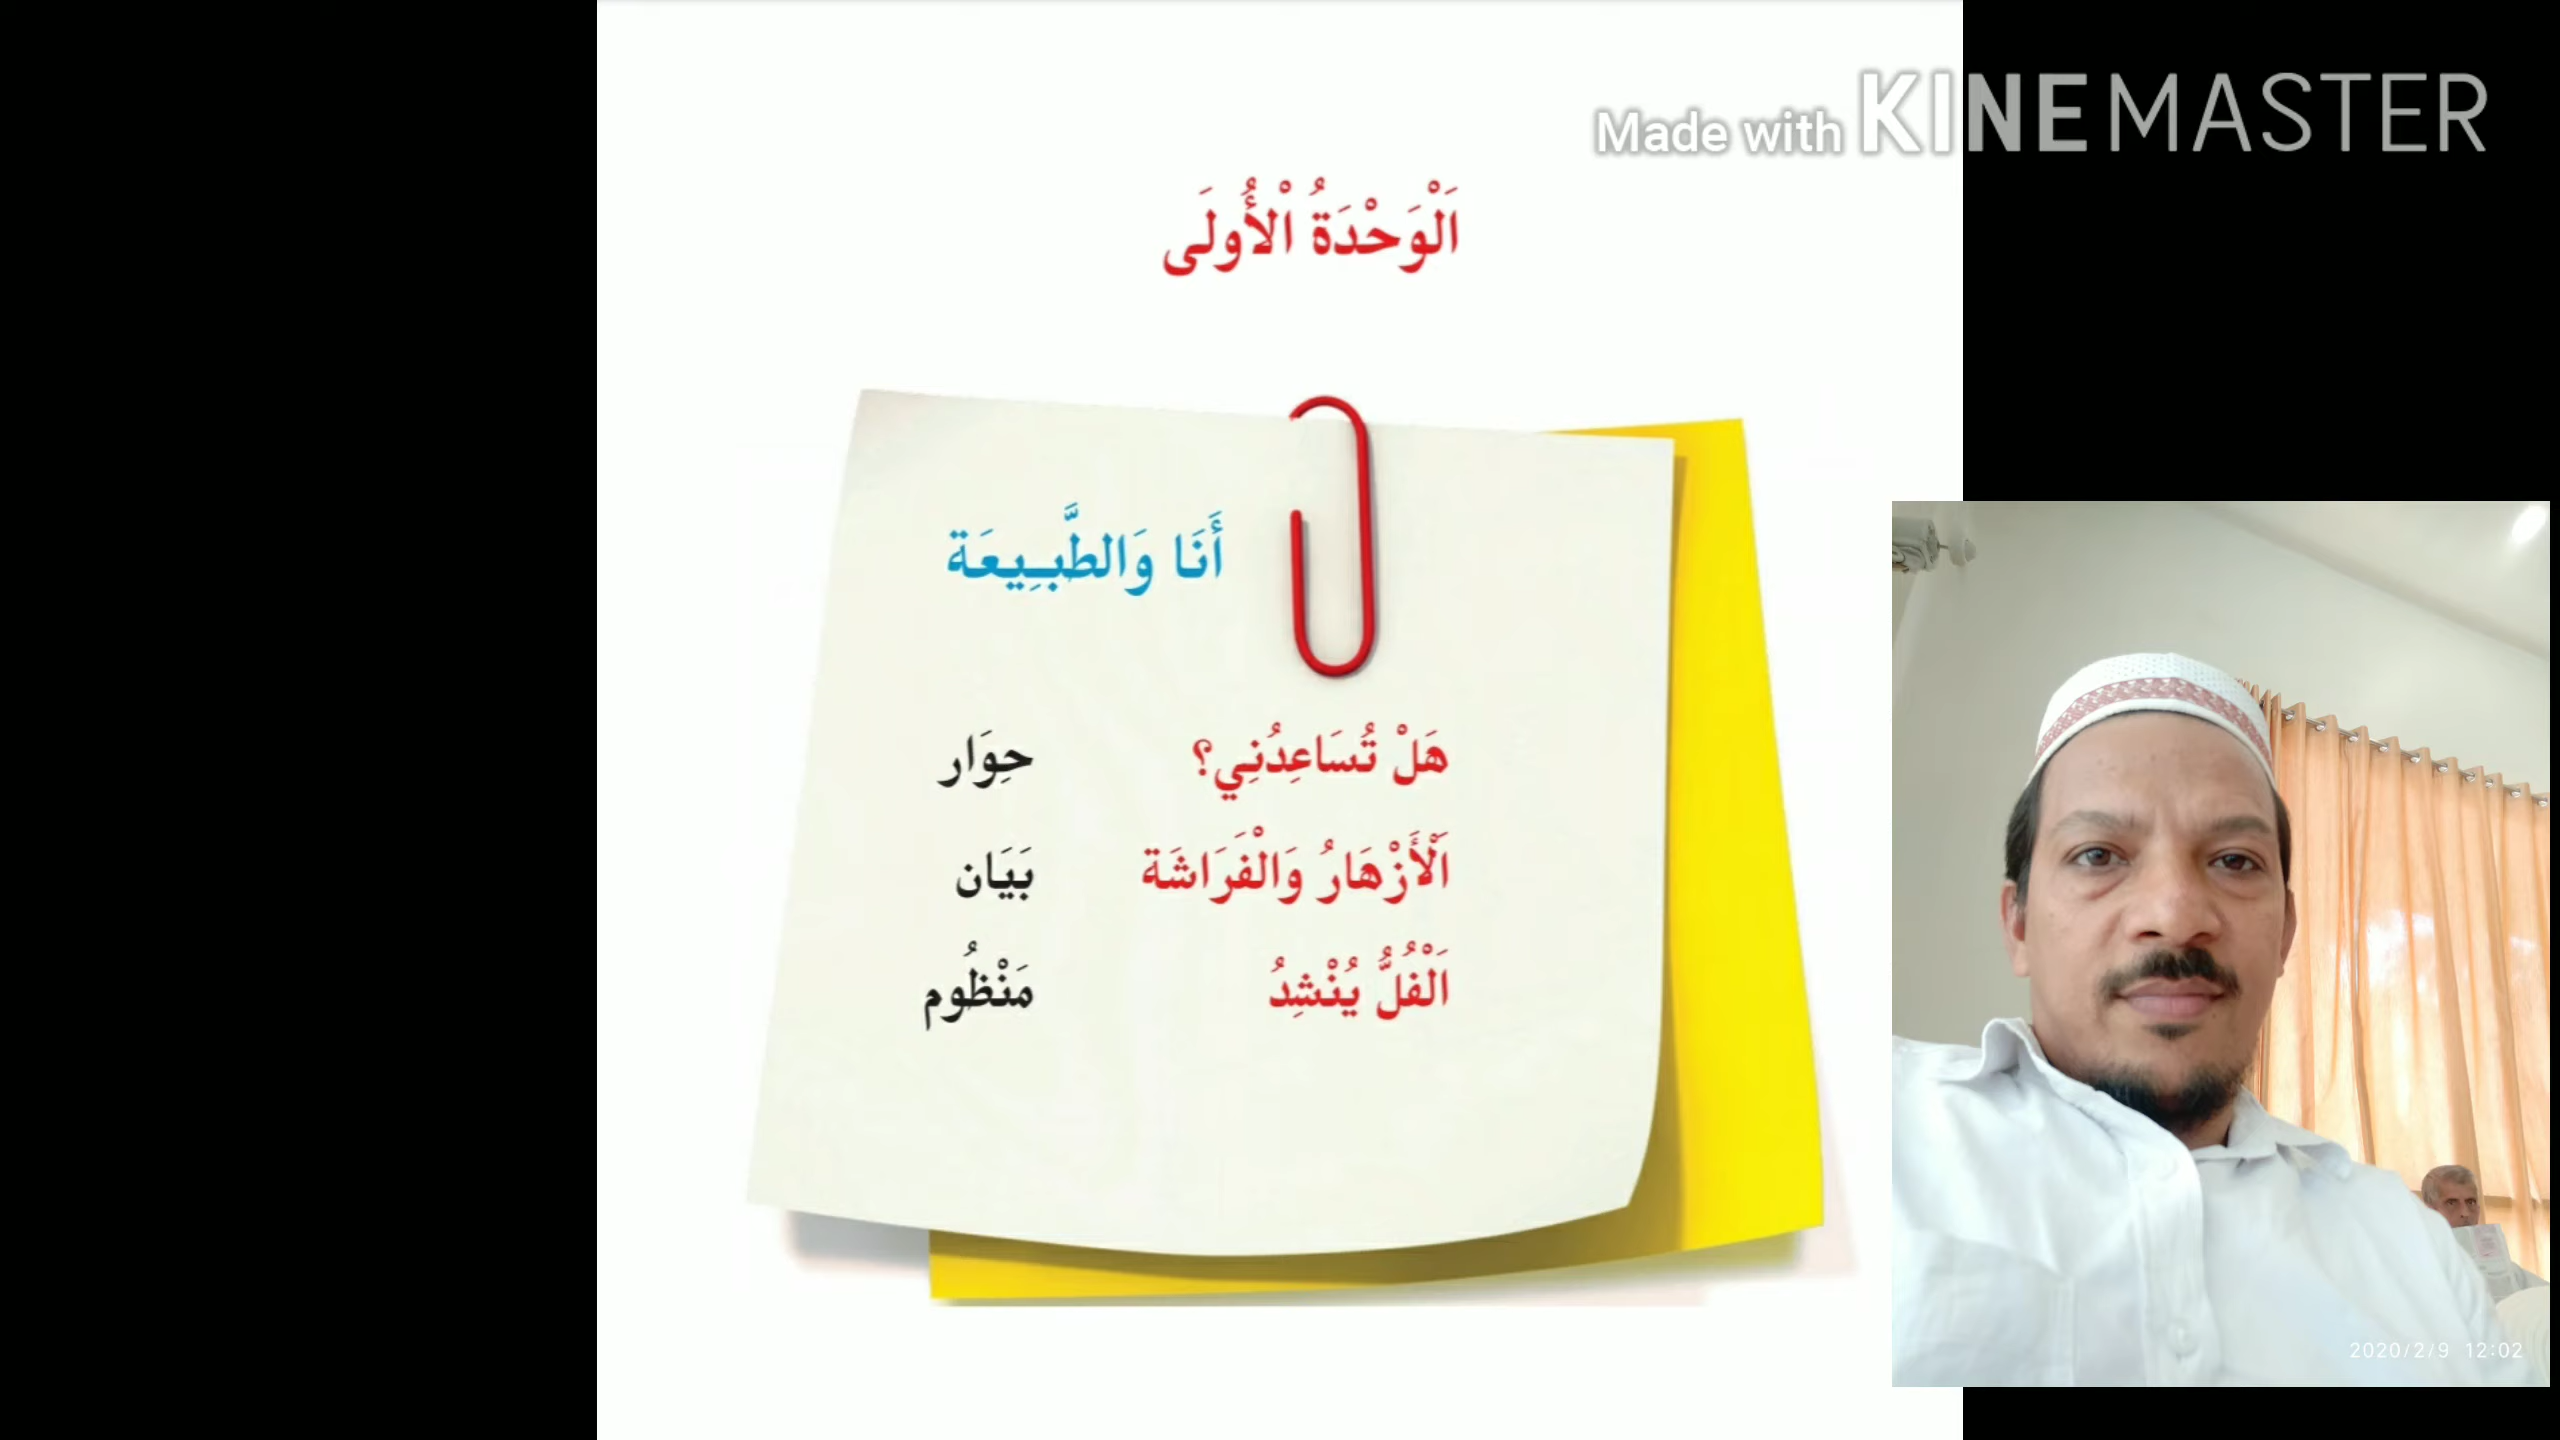 Made with KINEMASTER
اَلْوَحْدَةُ الْأُولَى
أَنَا وَالطَّبِيعَة
هَلْ تُسَاعِدُنِي؟ حِوَار
اَلْأَزْهَارُ وَالْفَرَاشَة بَيَان
اَلْفُلُّ يُنْشِدُ مَنْظُوم
2020/2/9 12:02